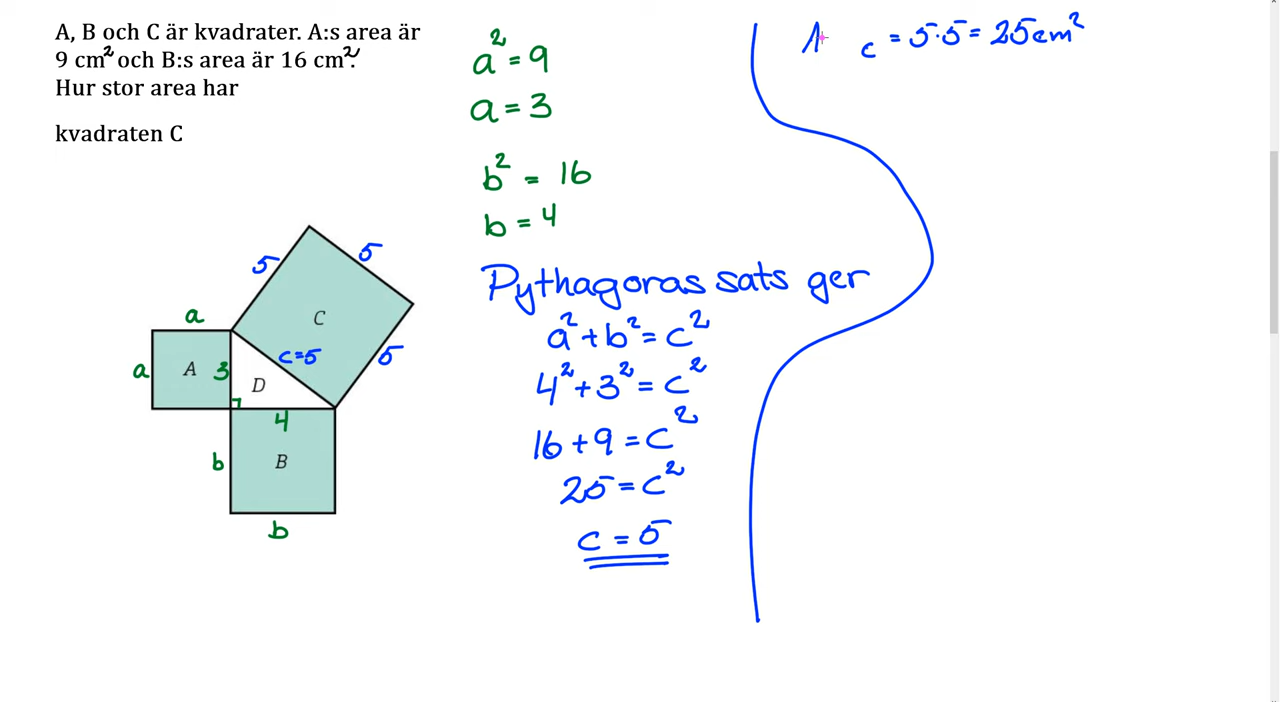 A, B och C är kvadrater. A:s area är
9 cm² och B:s area är 16 cm².
Hur stor area har
kvadraten C
a² = 9
a = 3
b² = 16
b = 4
Pythagoras sats ger
a² + b² = c²
4² + 3² = c²
16 + 9 = c²
25 = c²
c = 5
c = 5·5 = 25 cm²
5
5
C
a
a
A
3
c=5
5
D
4
b
B
b